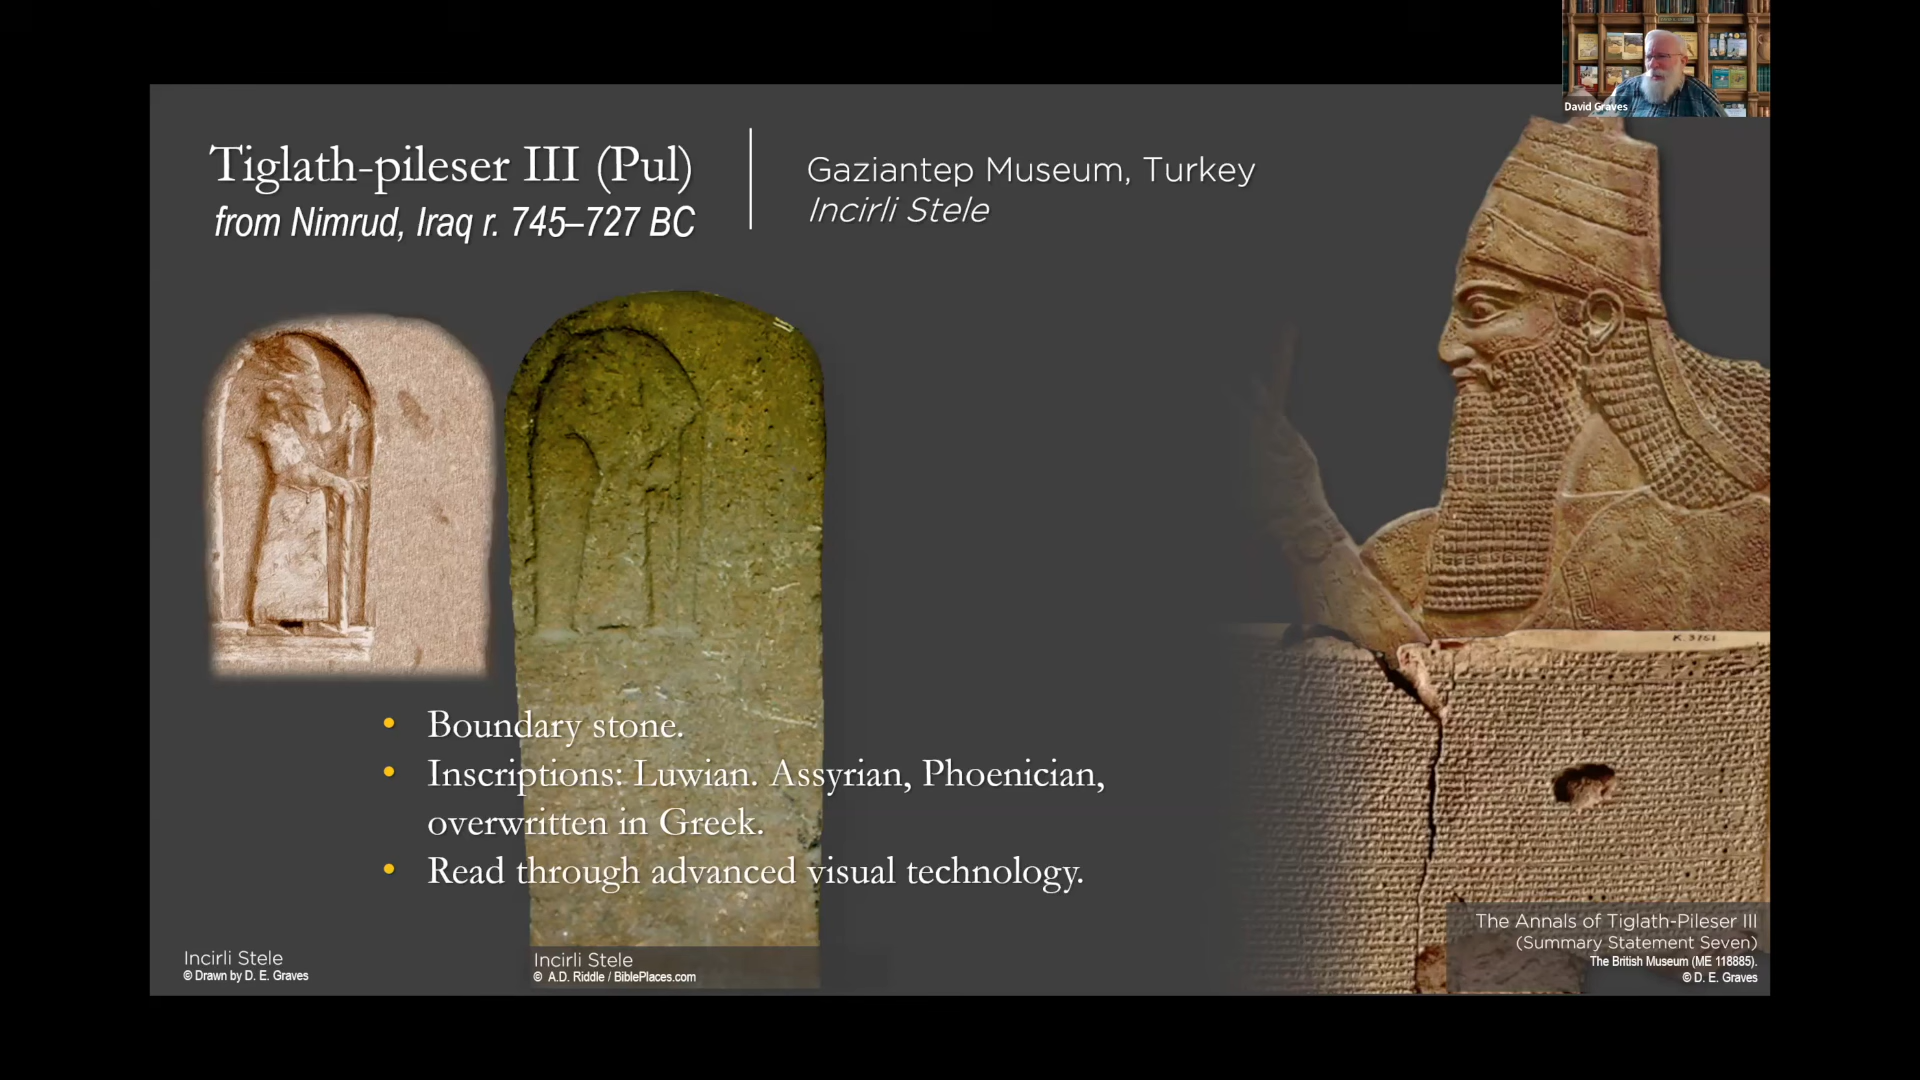 David Graves
Tiglath-pileser III (Pul)
from Nimrud, Iraq r. 745–727 BC
Gaziantep Museum, Turkey
Incirli Stele
K. 3751
• Boundary stone.
• Inscriptions: Luwian. Assyrian, Phoenician,
overwritten in Greek.
• Read through advanced visual technology.
Incirli Stele
© Drawn by D. E. Graves
Incirli Stele
© A.D. Riddle / BiblePlaces.com
The Annals of Tiglath-Pileser III
(Summary Statement Seven)
The British Museum (ME 118885).
© D. E. Graves